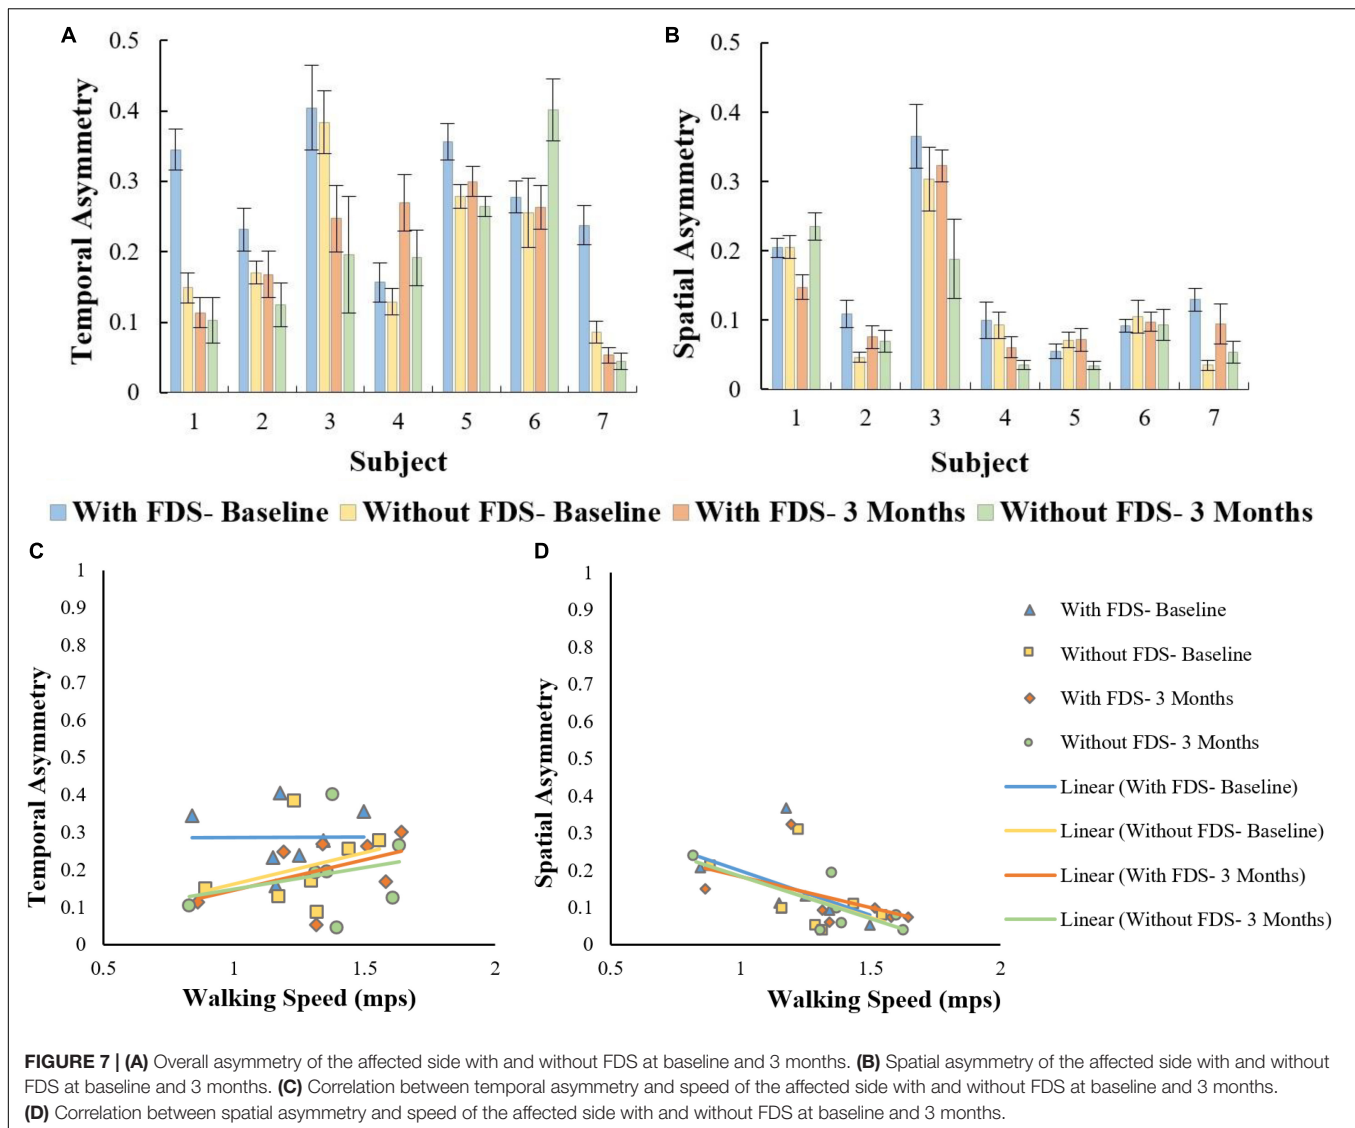 A
0.5
0.4
0.3
0.2
0.1
0
Temporal Asymmetry
1 2 3 4 5 6 7
Subject
B
0.5
0.4
0.3
0.2
0.1
0
Spatial Asymmetry
1 2 3 4 5 6 7
Subject
With FDS- Baseline Without FDS- Baseline With FDS- 3 Months Without FDS- 3 Months
C
1
0.9
0.8
0.7
0.6
0.5
0.4
0.3
0.2
0.1
0
Temporal Asymmetry
0.5 1 1.5 2
Walking Speed (mps)
D
1
0.9
0.8
0.7
0.6
0.5
0.4
0.3
0.2
0.1
0
Spatial Asymmetry
0.5 1 1.5 2
Walking Speed (mps)
With FDS- Baseline
Without FDS- Baseline
With FDS- 3 Months
Without FDS- 3 Months
Linear (With FDS- Baseline)
Linear (Without FDS- Baseline)
Linear (With FDS- 3 Months)
Linear (Without FDS- 3 Months)
FIGURE 7 | (A) Overall asymmetry of the affected side with and without FDS at baseline and 3 months. (B) Spatial asymmetry of the affected side with and without
FDS at baseline and 3 months. (C) Correlation between temporal asymmetry and speed of the affected side with and without FDS at baseline and 3 months.
(D) Correlation between spatial asymmetry and speed of the affected side with and without FDS at baseline and 3 months.